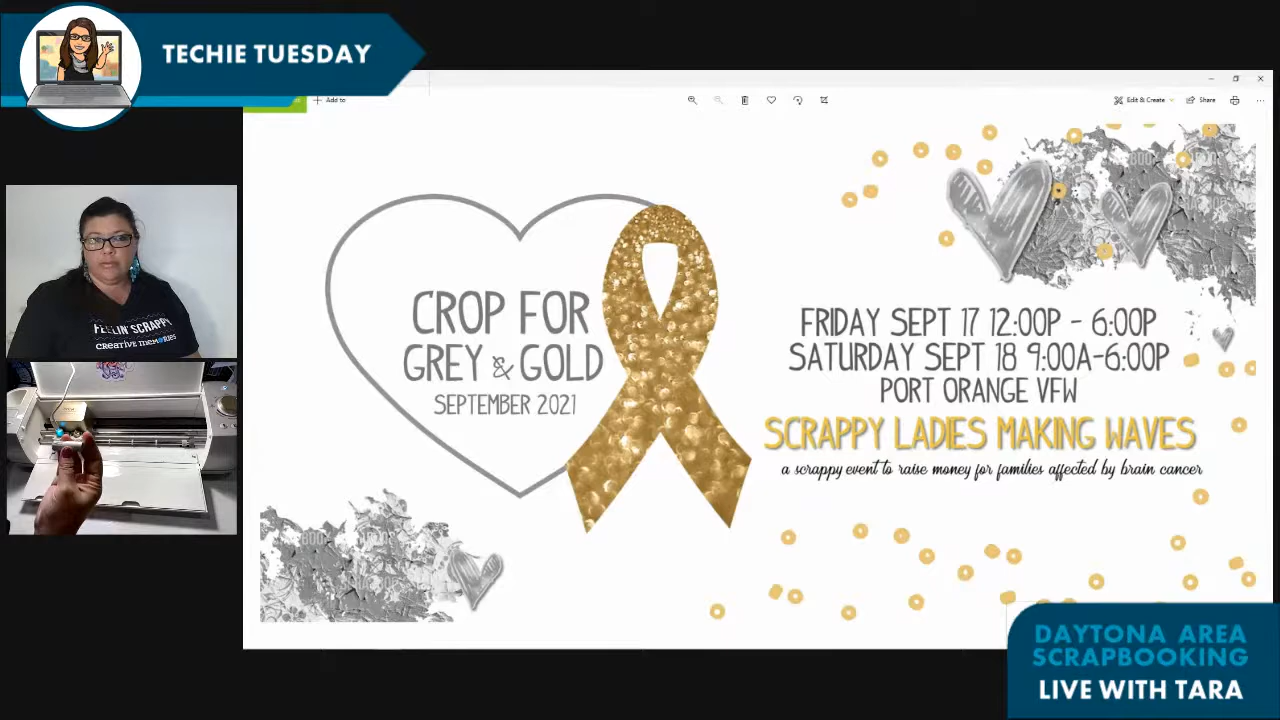 TECHIE TUESDAY
Add to
Edit & Create
Share
CROP FOR
GREY & GOLD
SEPTEMBER 2021
FRIDAY SEPT 17 12:00P - 6:00P
SATURDAY SEPT 18 9:00A-6:00P
PORT ORANGE VFW
SCRAPPY LADIES MAKING WAVES
a scrappy event to raise money for families affected by brain cancer
FEELIN' SCRAPPY
CREATIVE MEMORIES
DAYTONA AREA
SCRAPBOOKING
LIVE WITH TARA